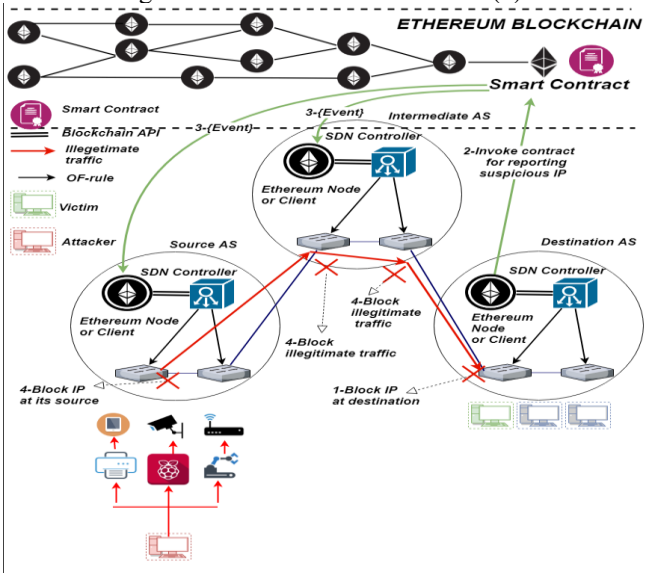 ETHEREUM BLOCKCHAIN
Smart Contract
Smart Contract
3-{Event}
Intermediate AS
Blockchain API
3-{Event}
SDN Controller
Illegetimate
traffic
2-Invoke contract
for reporting
suspicious IP
OF-rule
Ethereum Node
or Client
Victim
Attacker
Source AS
Destination AS
SDN Controller
SDN Controller
Ethereum Node
or Client
4-Block
illegitimate
traffic
Ethereum
Node
or Client
4-Block
illegitimate traffic
4-Block IP
at its source
1-Block IP
at destination